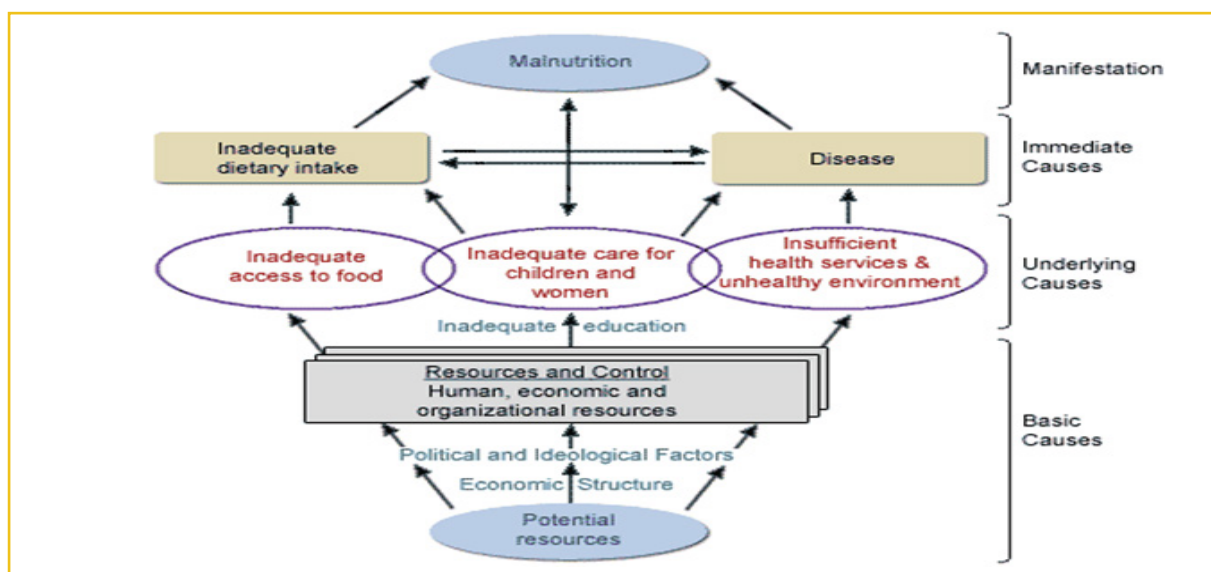 Malnutrition
Manifestation
Inadequate
dietary intake
Disease
Immediate
Causes
Inadequate
access to food
Inadequate care for
children and
women
Insufficient
health services &
unhealthy environment
Underlying
Causes
Inadequate education
Resources and Control
Human, economic and
organizational resources
Political and Ideological Factors
Economic Structure
Basic
Causes
Potential
resources